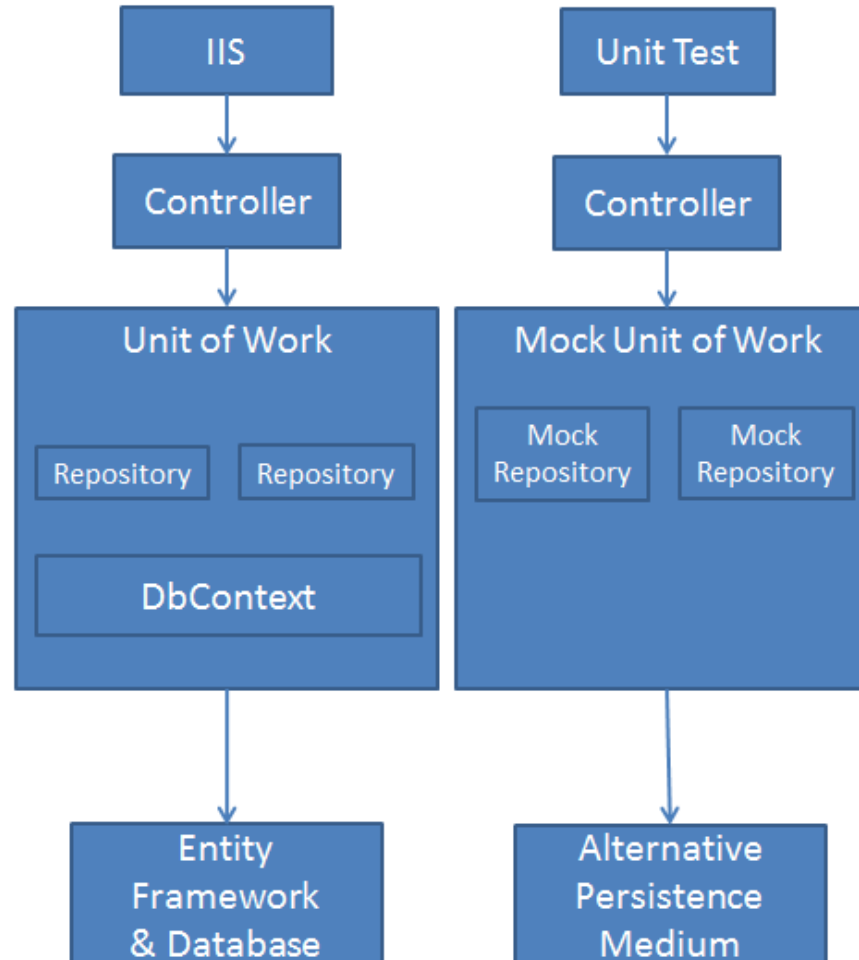 IIS
Controller
Unit of Work
Repository
Repository
DbContext
Entity
Framework
& Database
Unit Test
Controller
Mock Unit of Work
Mock
Repository
Mock
Repository
Alternative
Persistence
Medium